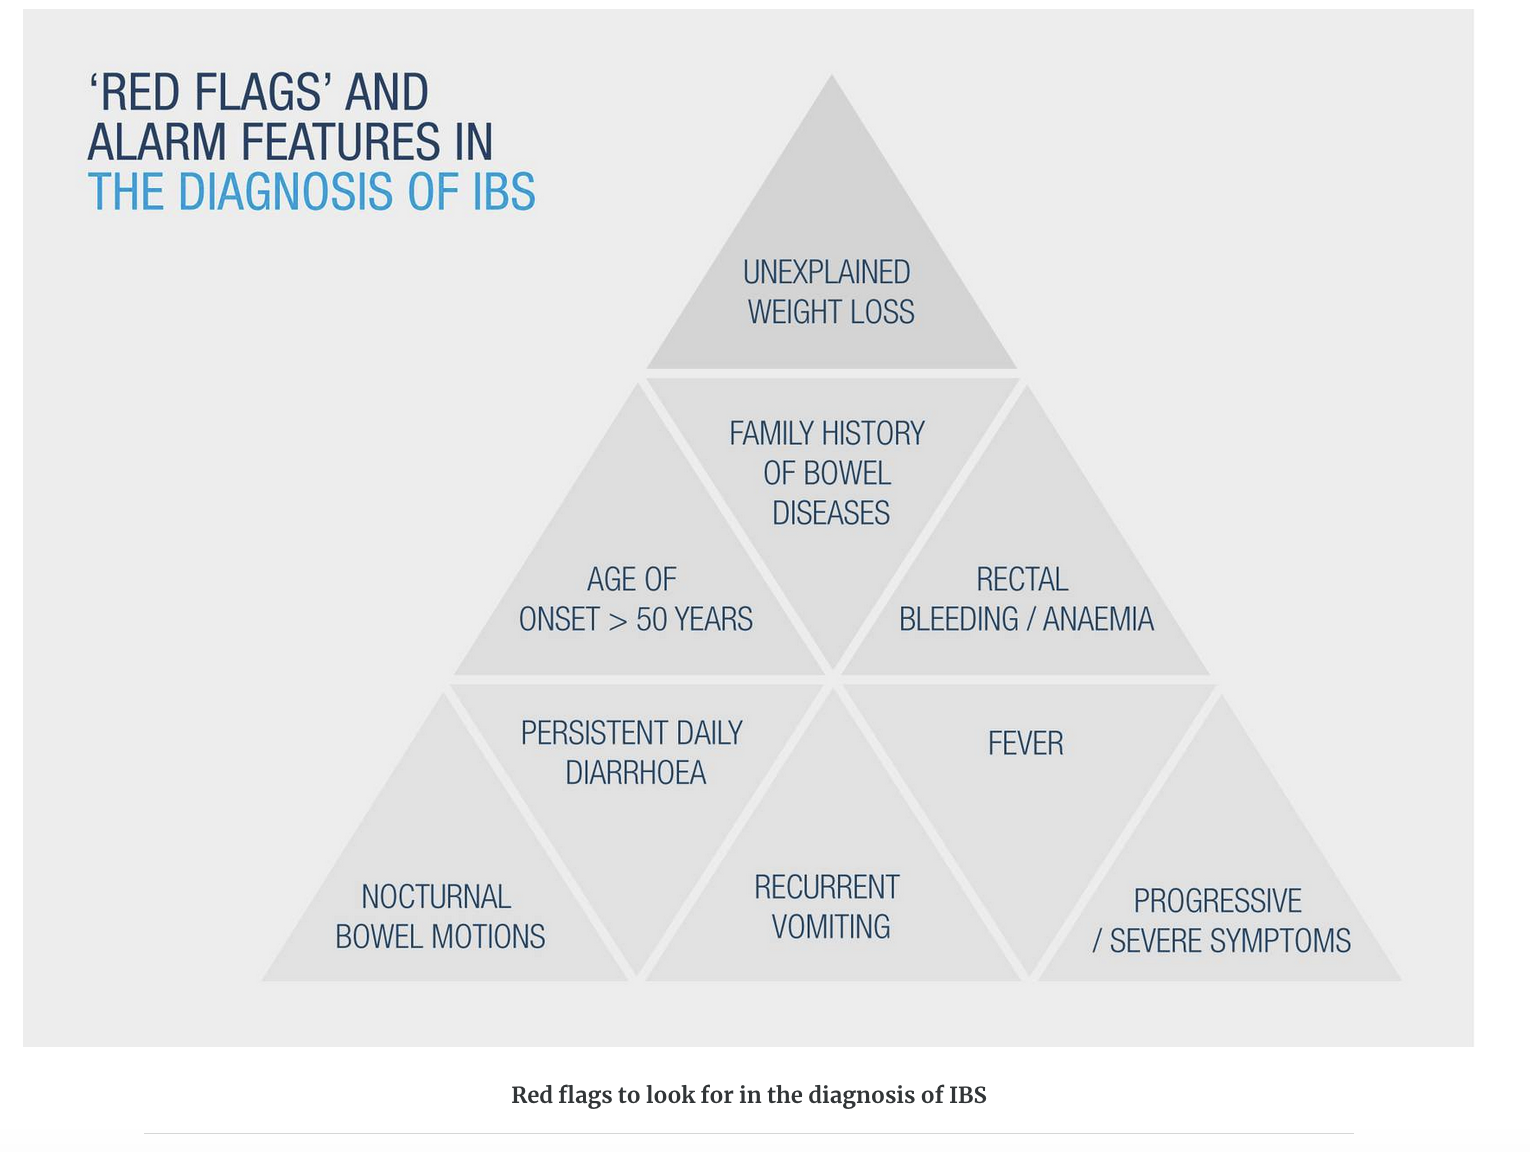 ‘RED FLAGS’ AND
ALARM FEATURES IN
THE DIAGNOSIS OF IBS
UNEXPLAINED
WEIGHT LOSS
FAMILY HISTORY
OF BOWEL
DISEASES
AGE OF
ONSET > 50 YEARS
RECTAL
BLEEDING / ANAEMIA
PERSISTENT DAILY
DIARRHOEA
FEVER
NOCTURNAL
BOWEL MOTIONS
RECURRENT
VOMITING
PROGRESSIVE
/ SEVERE SYMPTOMS
Red flags to look for in the diagnosis of IBS